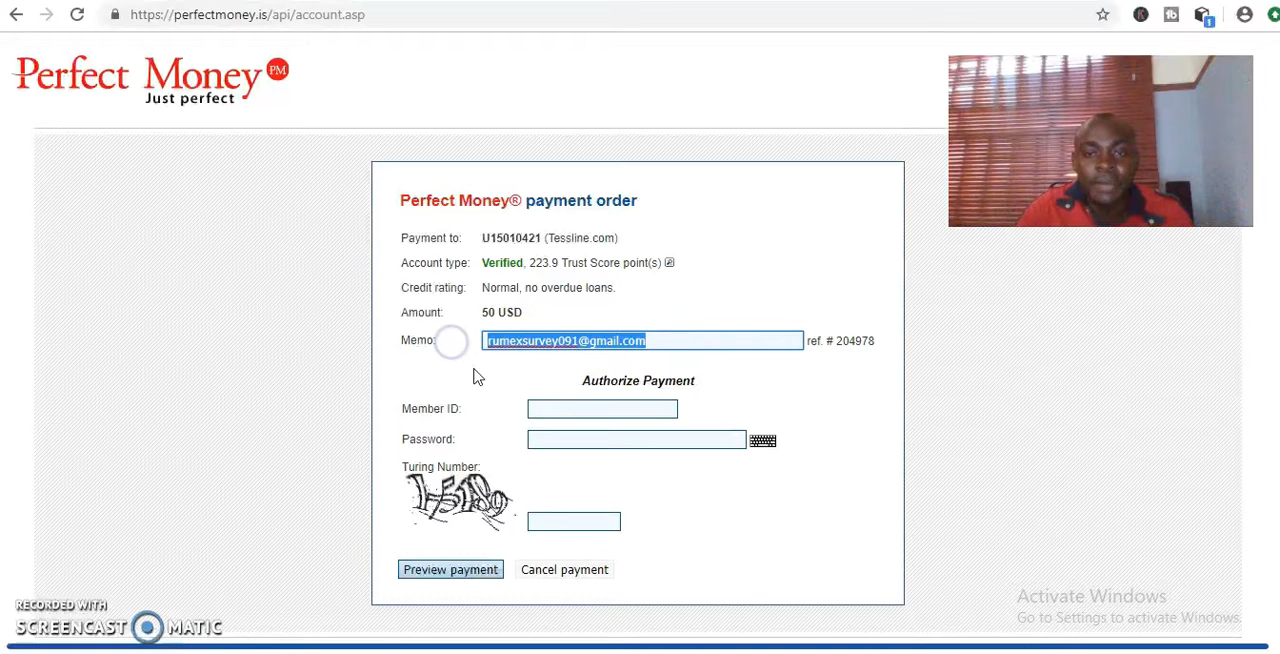 https://perfectmoney.is/api/account.asp
tb
1
Perfect Money PM
Just perfect
Perfect Money® payment order
Payment to: U15010421 (Tessline.com)
Account type: Verified, 223.9 Trust Score point(s)
Credit rating: Normal, no overdue loans.
Amount: 50 USD
Memo: rumexsurvey091@gmail.com ref. # 204978
Authorize Payment
Member ID:
Password:
Turing Number:
Preview payment Cancel payment
Activate Windows
Go to Settings to activate Windows.
RECORDED WITH
SCREENCAST MATIC